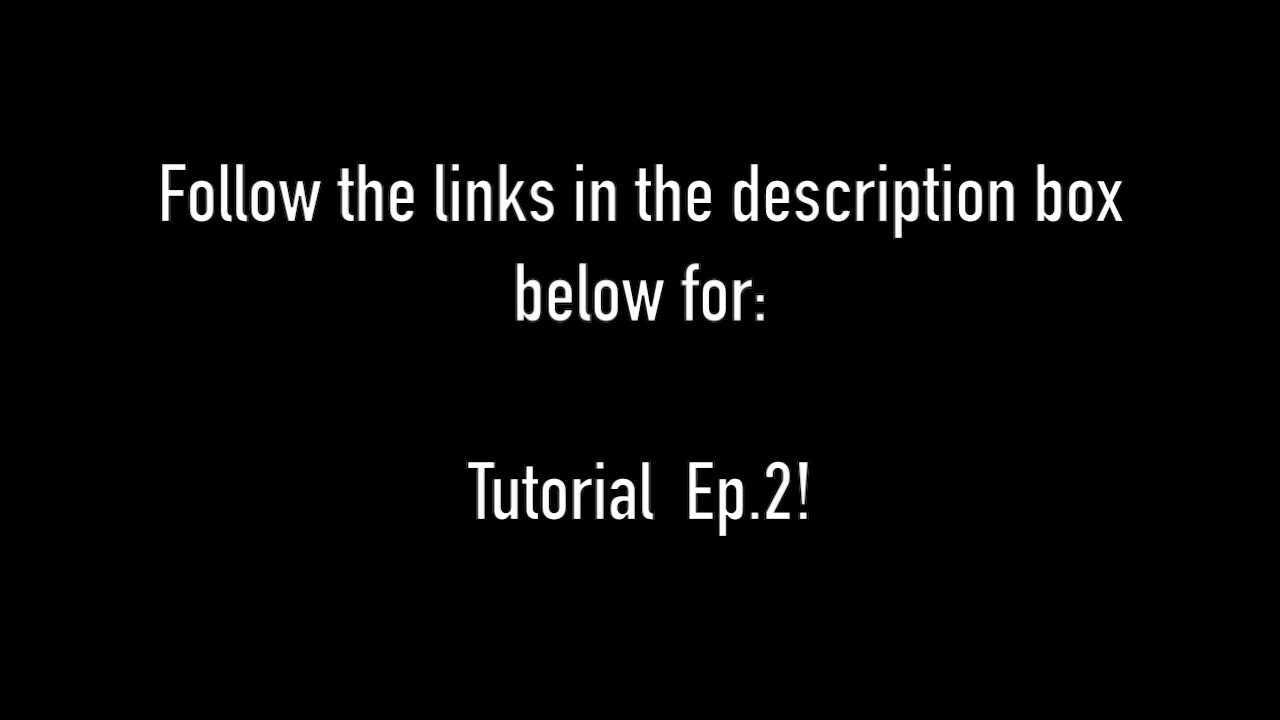 Follow the links in the description box
below for:
Tutorial  Ep.2!